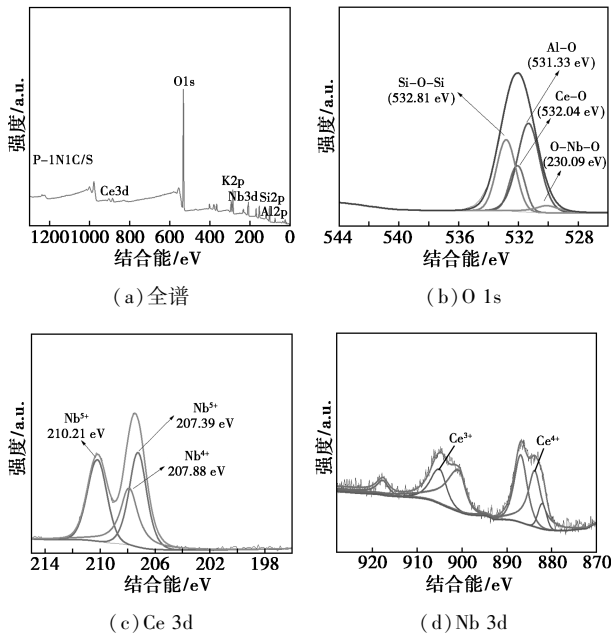 强度/a.u.
O1s
P-1N1C/S
Ce3d
K2p
Nb3d
Si2p
Al2p
1200 1000 800 600 400 200 0
结合能/eV
(a)全谱
强度/a.u.
Al-O
(531.33 eV)
Si-O-Si
(532.81 eV)
Ce-O
(532.04 eV)
O-Nb-O
(230.09 eV)
544 540 536 532 528
结合能/eV
(b)O 1s
强度/a.u.
Nb⁵⁺
210.21 eV
Nb⁵⁺
207.39 eV
Nb⁴⁺
207.88 eV
214 210 206 202 198
结合能/eV
(c)Ce 3d
强度/a.u.
Ce³⁺
Ce⁴⁺
920 910 900 890 880 870
结合能/eV
(d)Nb 3d